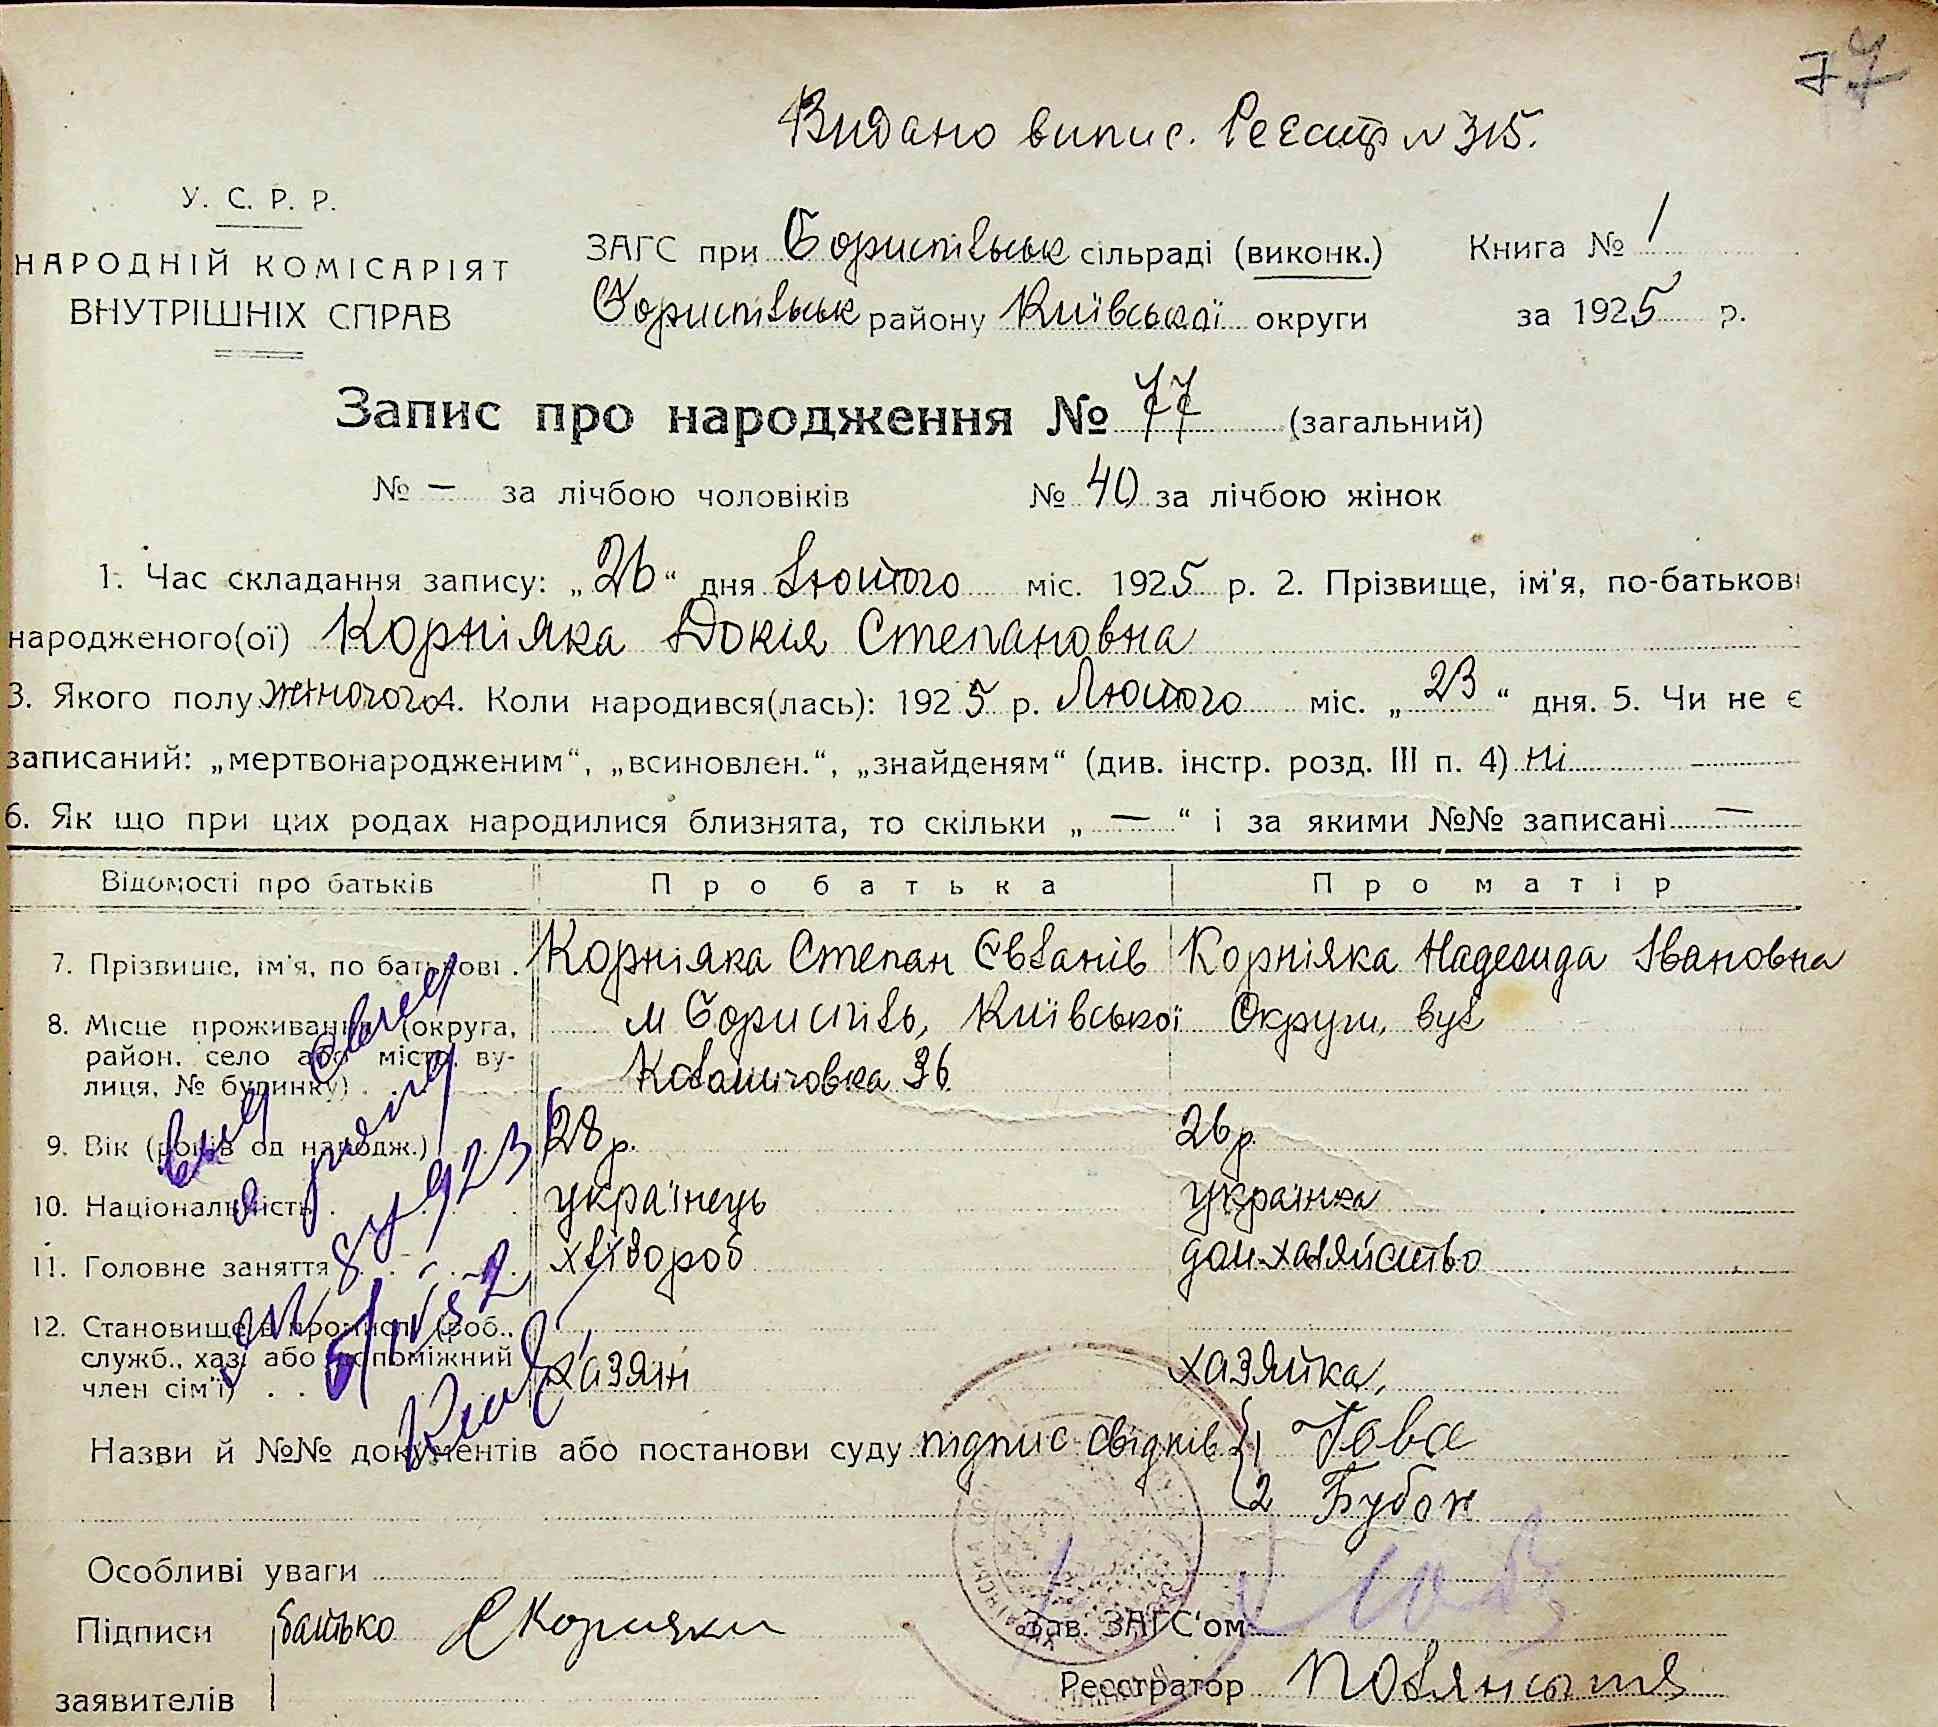 77
Видано випис. Реєстр N 315.
У. С. Р. Р.
НАРОДНІЙ КОМІСАРІЯТ
ВНУТРІШНІХ СПРАВ
ЗАГС при Бориспільськ сільраді (виконк.)
Бориспільськ району Київської округи
Книга № 1
за 1925 р.
Запис про народження № 77 (загальний)
№ — за лічбою чоловіків № 40 за лічбою жінок
1. Час складання запису: „26“ дня Лютого міс. 1925 р. 2. Прізвище, ім'я, по-батькові
народженого(ої) Корніяка Докія Степановна
3. Якого полу жіночого 4. Коли народився(лась): 1925 р. Лютого міс. „23“ дня. 5. Чи не є
записаний: „мертвонародженим“, „всиновлен.“, „знайденям“ (див. інстр. розд. III п. 4) ні
6. Як що при цих родах народилися близнята, то скільки „—“ і за якими №№ записані —
Відомості про батьків Про батька Про матір
7. Прізвище, ім'я, по батькові. Корніяка Степан Євланів Корніяка Надежида Івановна
8. Місце проживання (округа, район, село або місто, вулиця, № будинку) м Бориспіль, Київської Округи, вул
36
9. Вік (років од народж.) 28 р. 26 р.
10. Національність українець українка
11. Головне заняття хлібороб дом-хазяйство
12. Становище в промислі (роб., служб., хаз. або допоміжний член сім'ї) хазяін хазяйка,
Назви й №№ документів або постанови суду підпис свідків 1
2 Бубон
Особливі уваги
Підписи батько С Корнияки Зав. ЗАГС'ом
заявителів Реєстратор